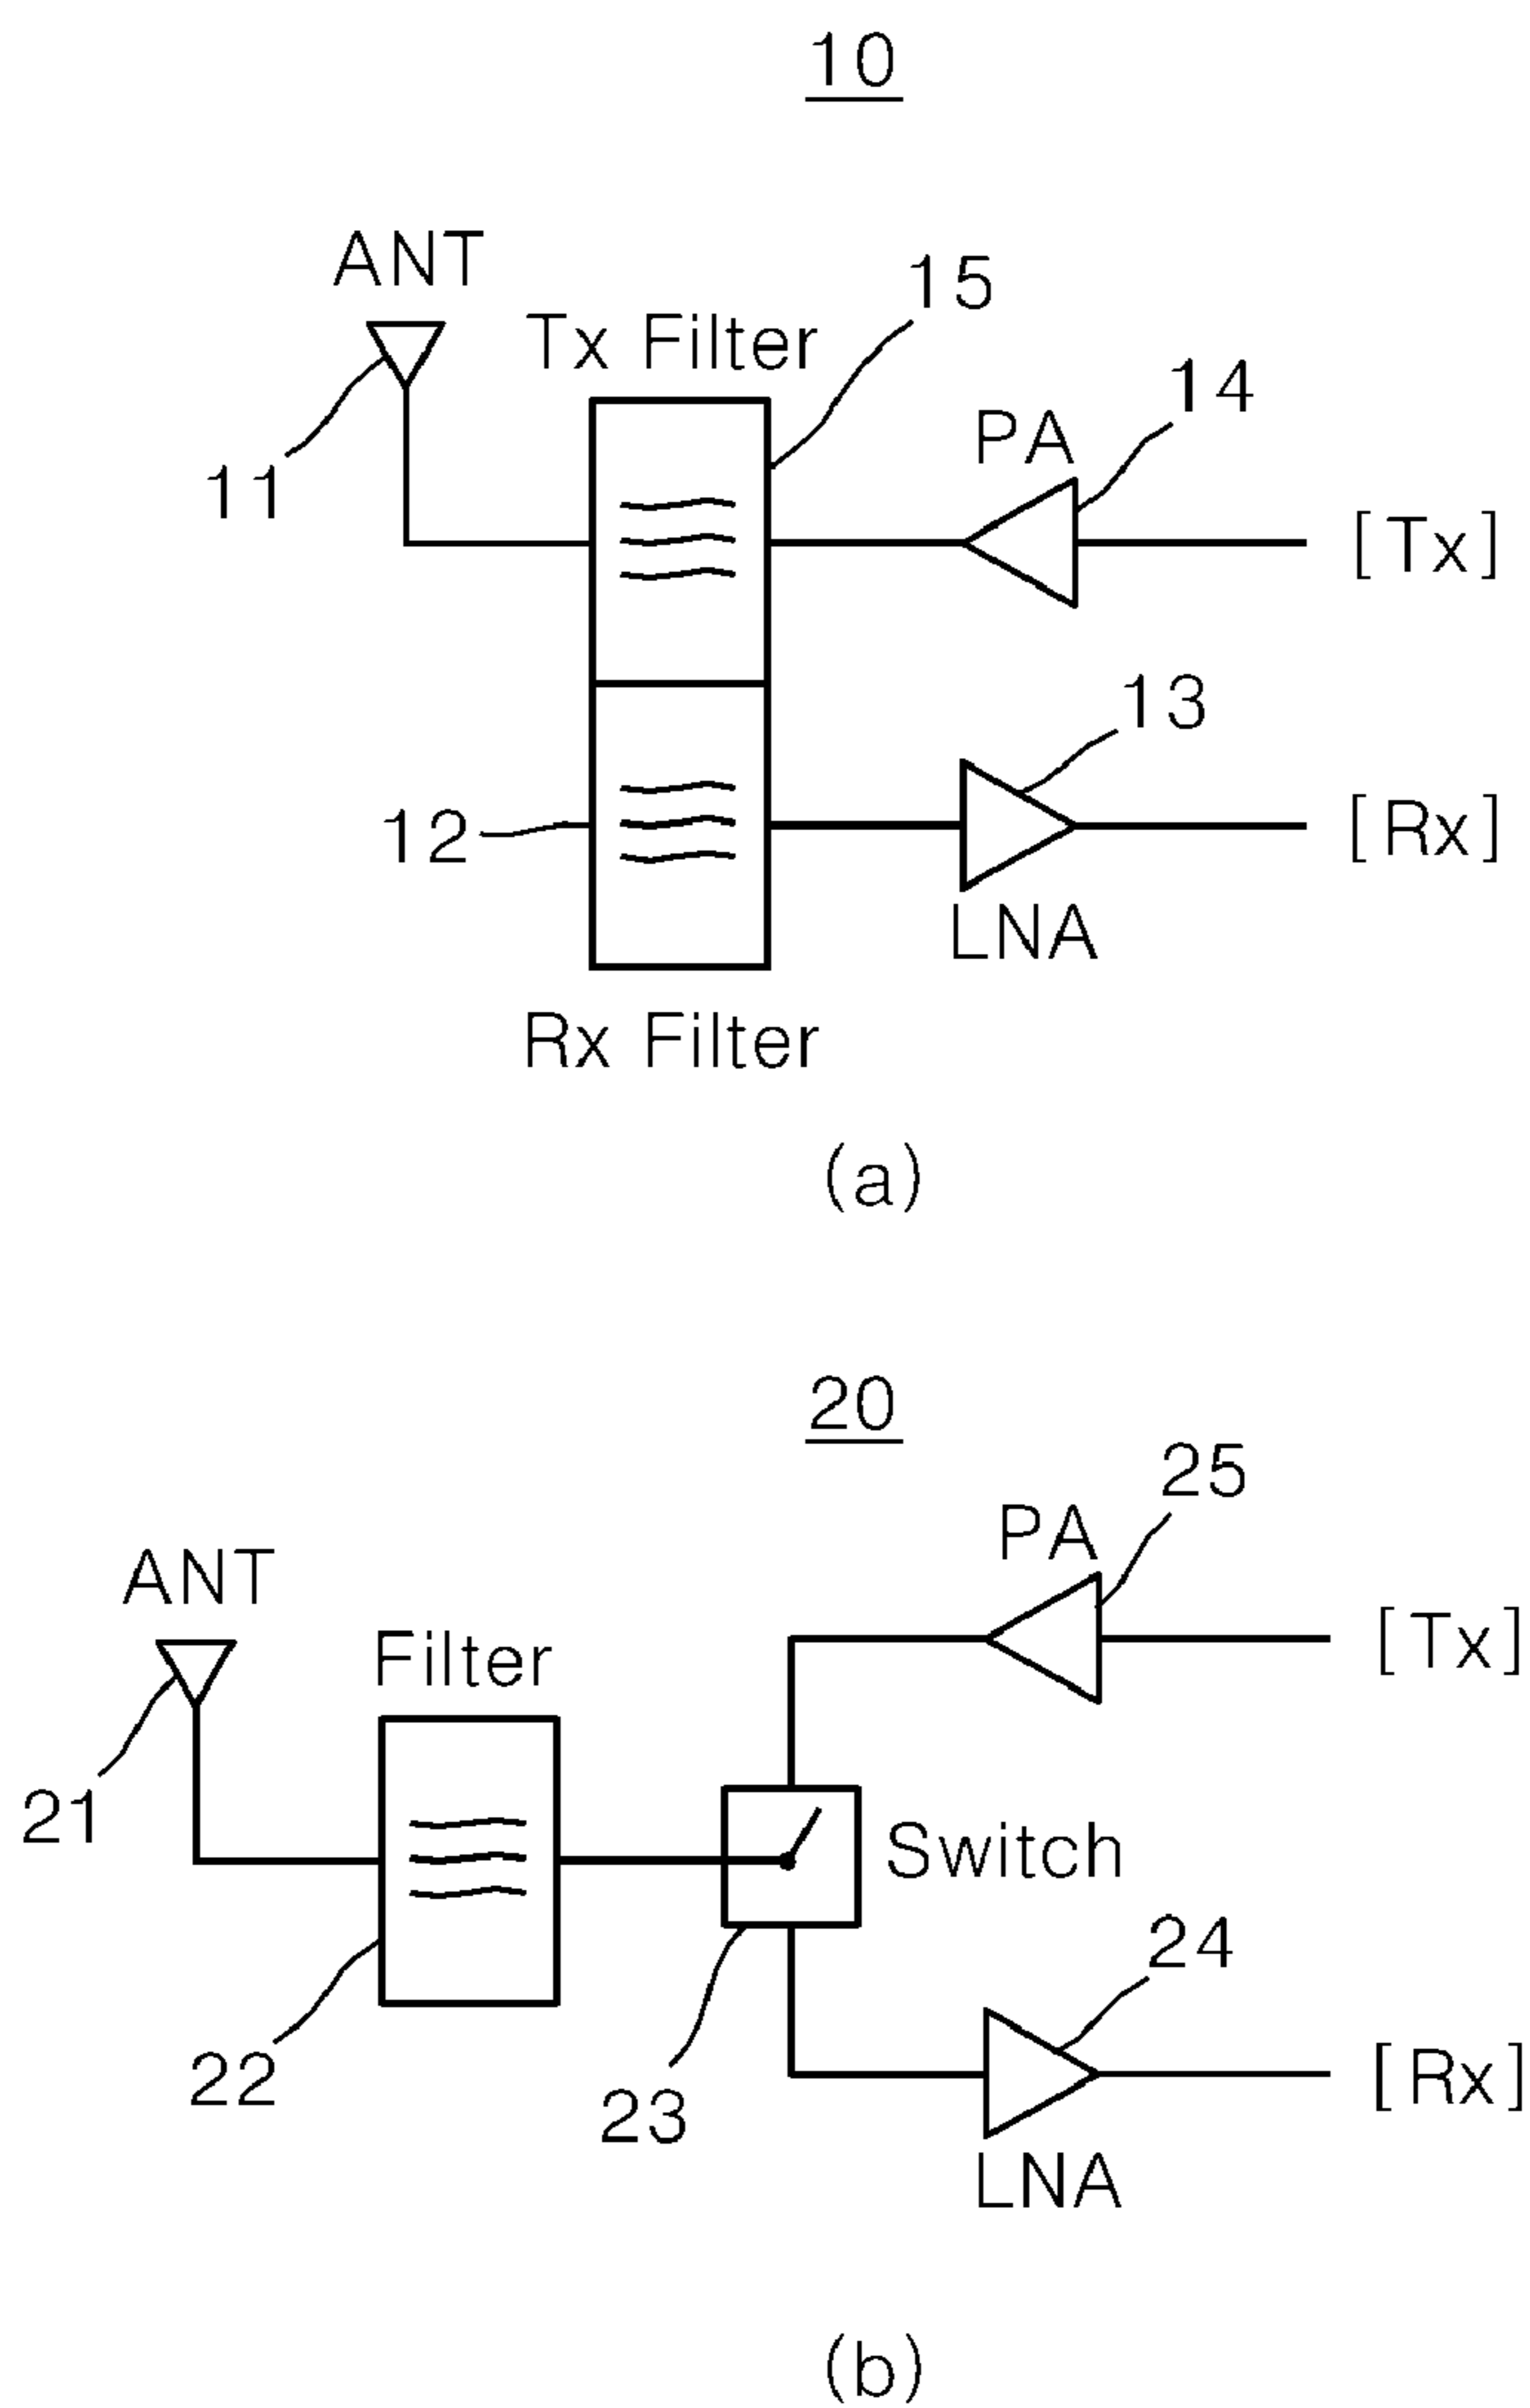 10
ANT
15
Tx Filter
14
PA
11
[Tx]
13
12
[Rx]
LNA
Rx Filter
(a)
20
25
PA
ANT
[Tx]
Filter
21
Switch
24
22
[Rx]
23
LNA
(b)